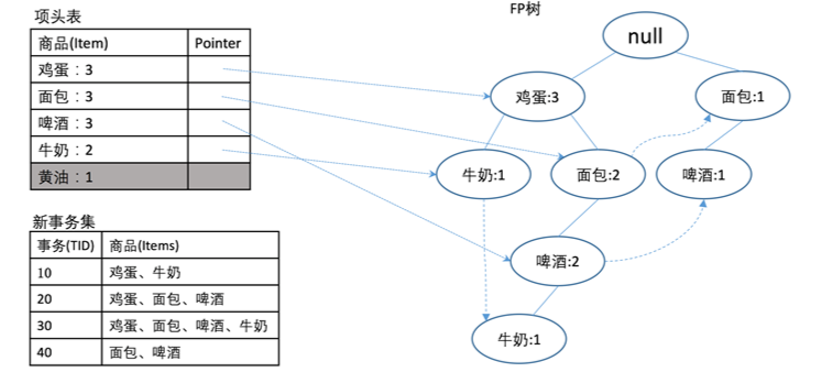 项头表
商品(Item) Pointer
鸡蛋：3
面包：3
啤酒：3
牛奶：2
黄油：1
新事务集
事务(TID) 商品(Items)
10 鸡蛋、牛奶
20 鸡蛋、面包、啤酒
30 鸡蛋、面包、啤酒、牛奶
40 面包、啤酒
FP树
null
鸡蛋:3
面包:1
牛奶:1
面包:2
啤酒:1
啤酒:2
牛奶:1